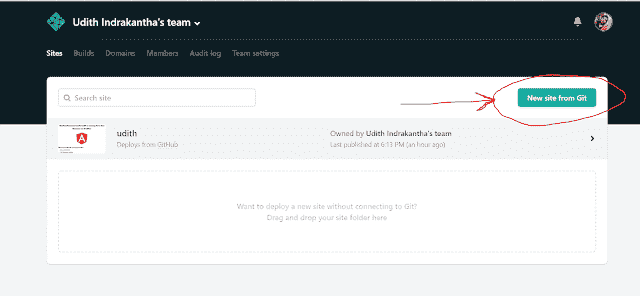 Udith Indrakantha's team
Sites Builds Domains Members Audit log Team settings
Search site
New site from Git
udith
Deploys from GitHub
Owned by Udith Indrakantha's team
Last published at 6:13 PM (an hour ago)
Want to deploy a new site without connecting to Git?
Drag and drop your site folder here